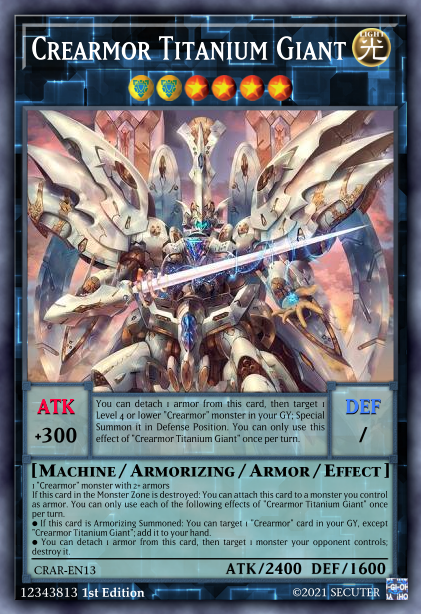 CREARMOR TITANIUM GIANT
LIGHT
光
ATK
+300
You can detach 1 armor from this card, then target 1
Level 4 or lower "Crearmor" monster in your GY; Special
Summon it in Defense Position. You can only use this
effect of "Crearmor Titanium Giant" once per turn.
DEF
/
[MACHINE / ARMORIZING / ARMOR / EFFECT]
1 "Crearmor" monster with 2+ armors
If this card in the Monster Zone is destroyed: You can attach this card to a monster you control
as armor. You can only use each of the following effects of "Crearmor Titanium Giant" once
per turn.
● If this card is Armorizing Summoned: You can target 1 "Crearmor" card in your GY, except
"Crearmor Titanium Giant"; add it to your hand.
● You can detach 1 armor from this card, then target 1 monster your opponent controls;
destroy it.
CRAR-EN13
ATK/2400 DEF/1600
12343813 1st Edition
©2021 SECUTER